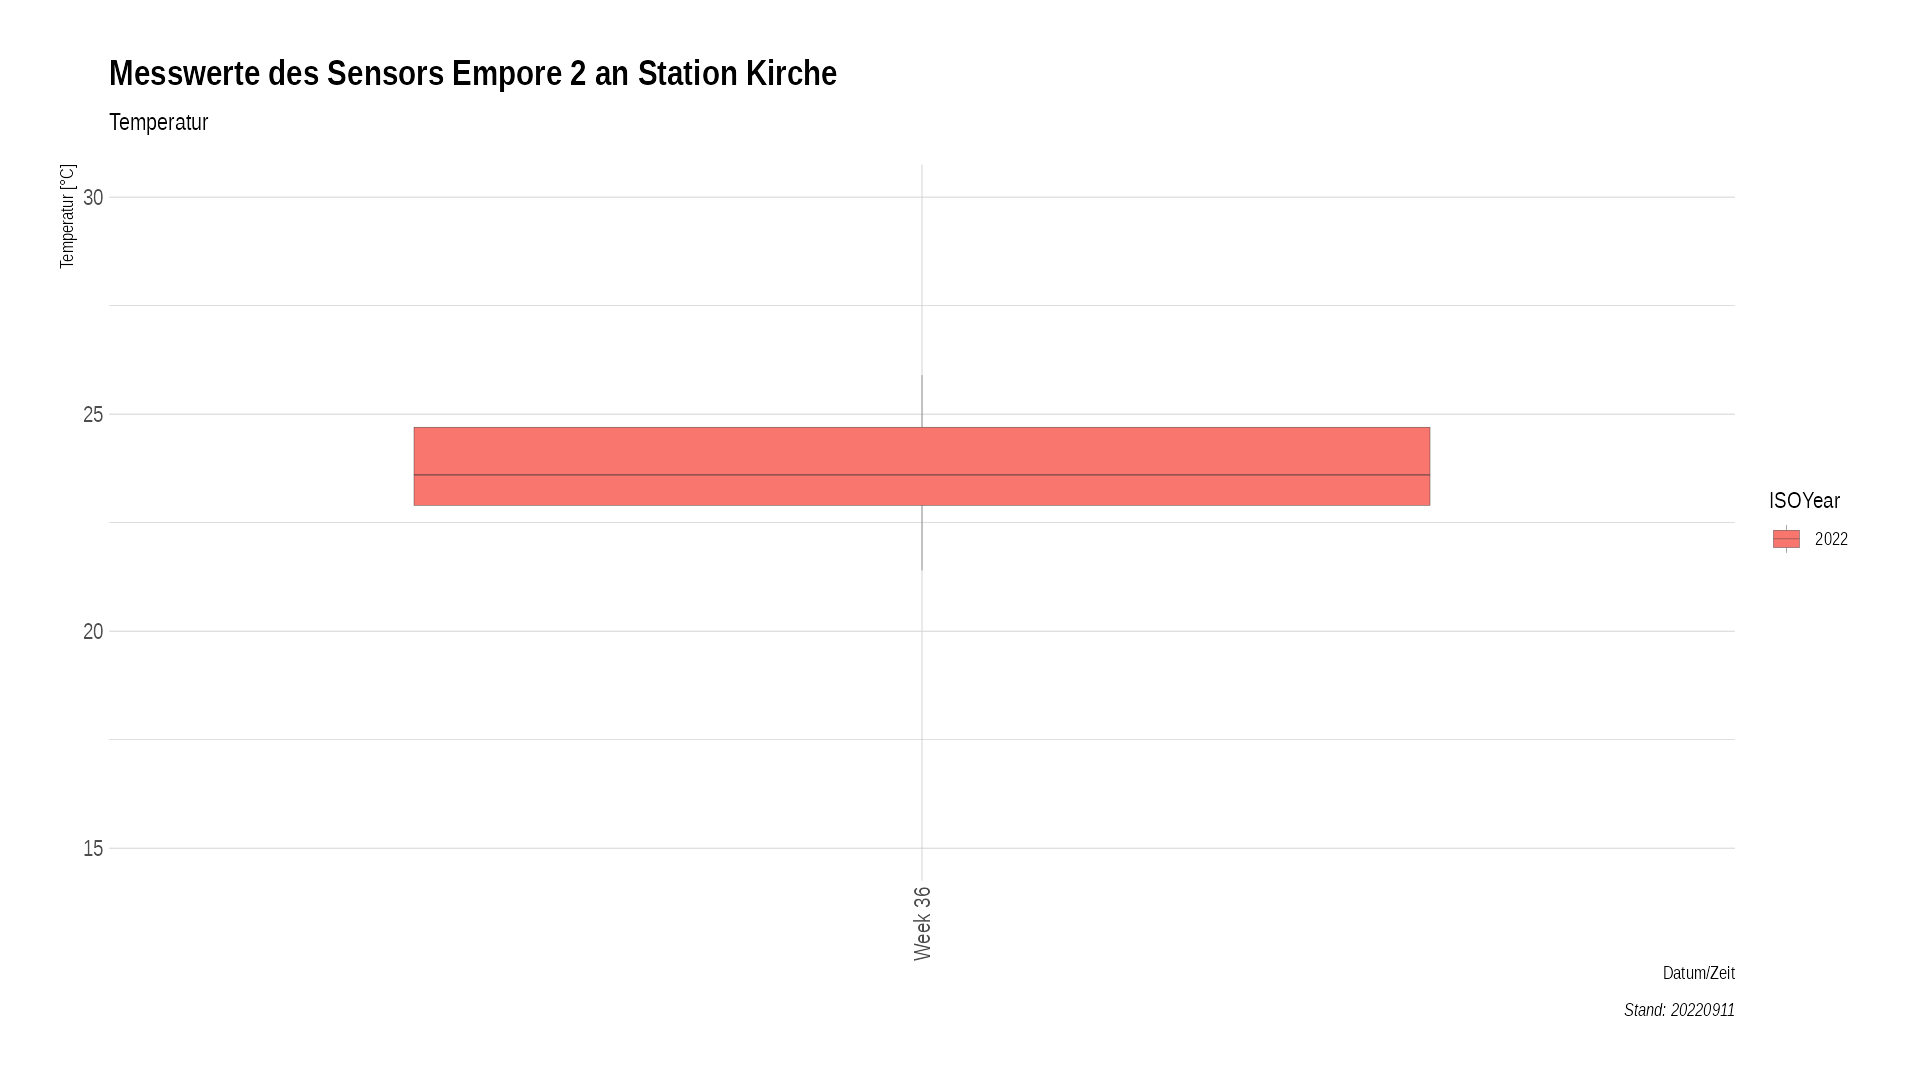 Messwerte des Sensors Empore 2 an Station Kirche
Temperatur
Temperatur [°C]
30
25
20
15
Week 36
Datum/Zeit
Stand: 20220911
ISOYear
2022